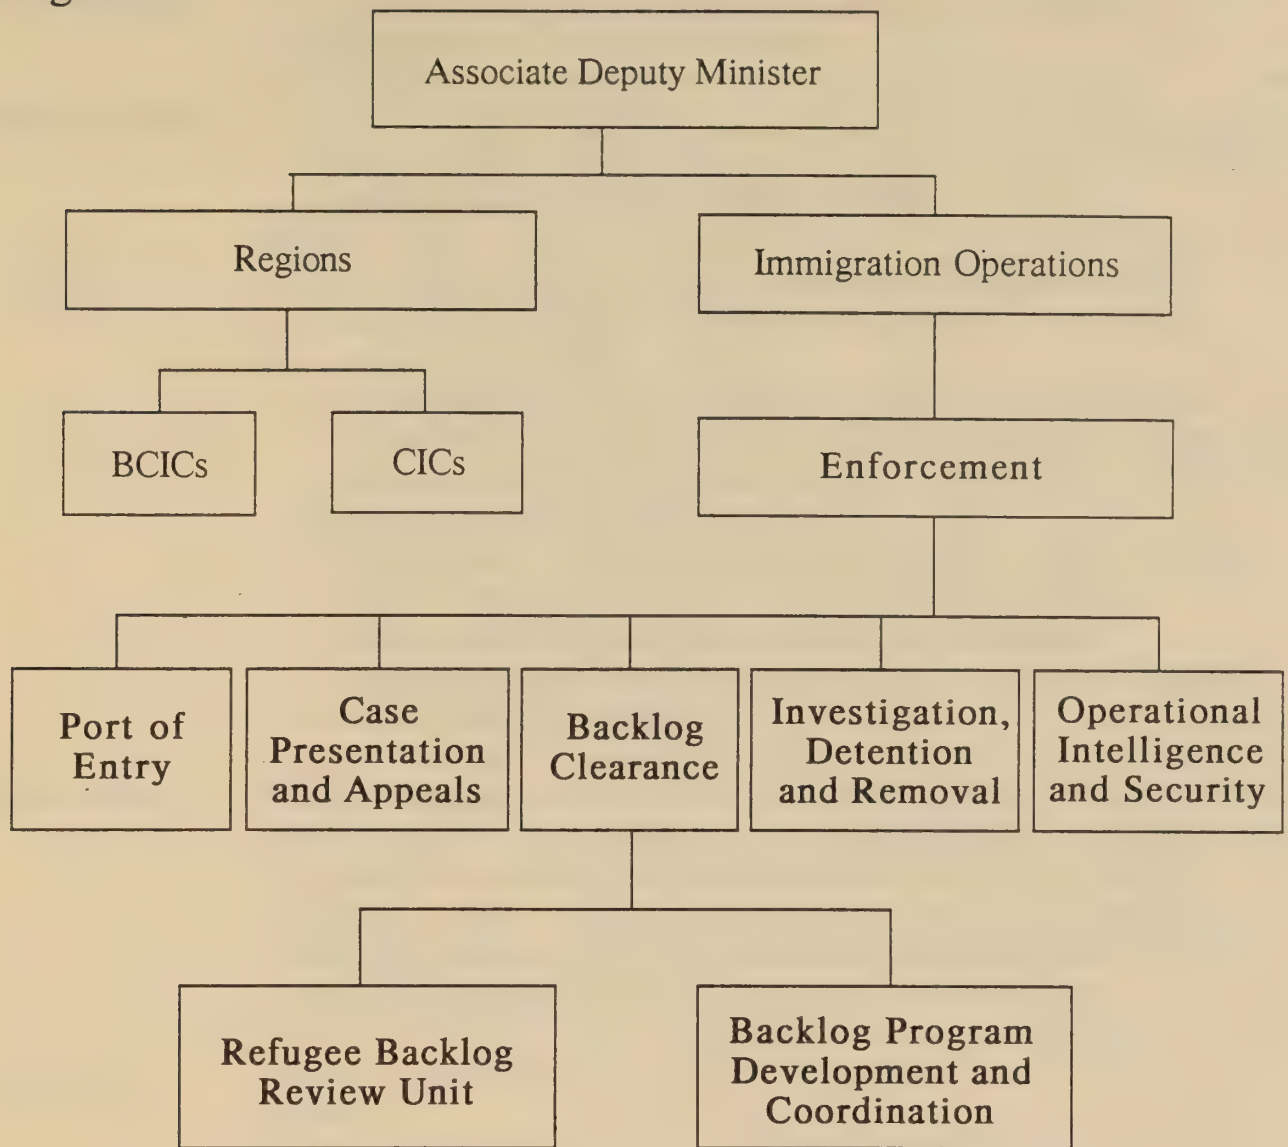 Associate Deputy Minister
Regions
Immigration Operations
BCICs
CICs
Enforcement
Port of
Entry
Case
Presentation
and Appeals
Backlog
Clearance
Investigation,
Detention
and Removal
Operational
Intelligence
and Security
Refugee Backlog
Review Unit
Backlog Program
Development and
Coordination